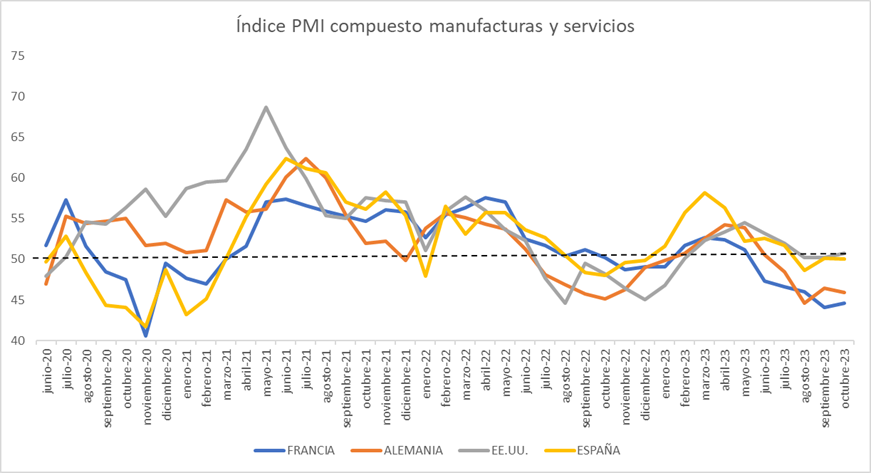 Índice PMI compuesto manufacturas y servicios
75
70
65
60
55
50
45
40
junio-20
julio-20
agosto-20
septiembre-20
octubre-20
noviembre-20
diciembre-20
enero-21
febrero-21
marzo-21
abril-21
mayo-21
junio-21
julio-21
agosto-21
septiembre-21
octubre-21
noviembre-21
diciembre-21
enero-22
febrero-22
marzo-22
abril-22
mayo-22
junio-22
julio-22
agosto-22
septiembre-22
octubre-22
noviembre-22
diciembre-22
enero-23
febrero-23
marzo-23
abril-23
mayo-23
junio-23
julio-23
agosto-23
septiembre-23
octubre-23
FRANCIA ALEMANIA EE.UU. ESPAÑA